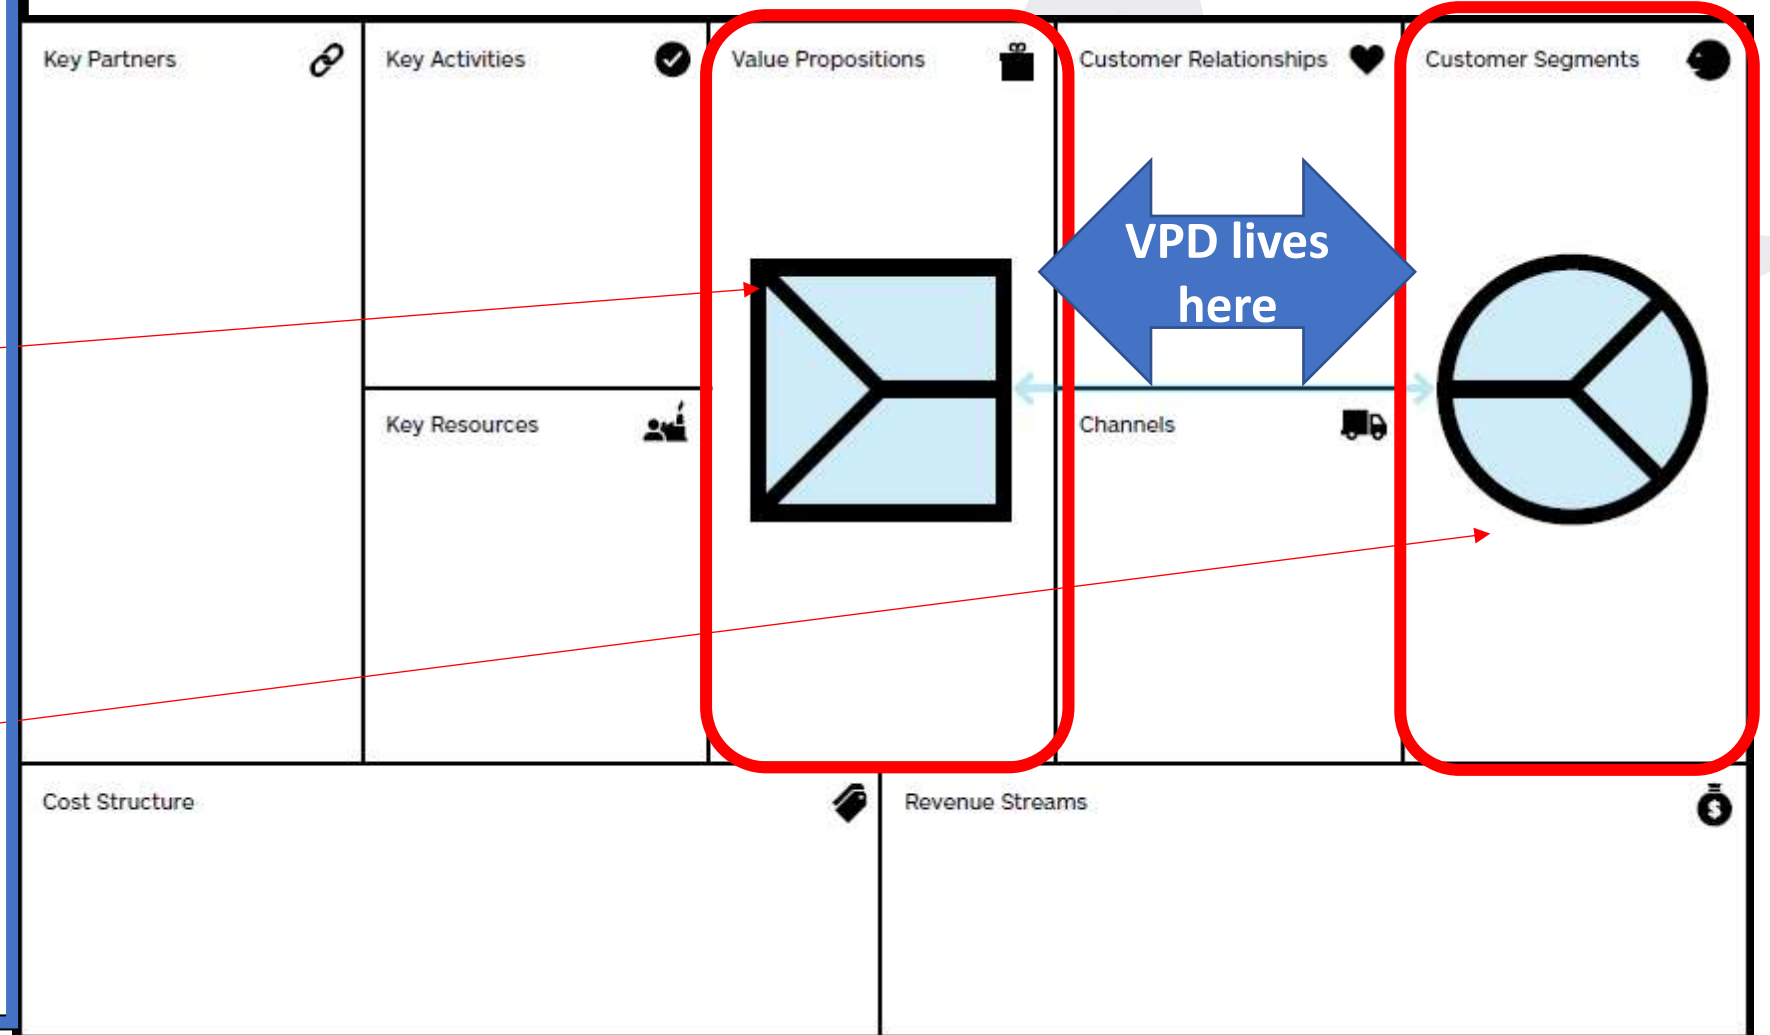 Key Partners
Key Activities
Value Propositions
Customer Relationships
Customer Segments
VPD lives
here
Key Resources
Channels
Cost Structure
Revenue Streams
$